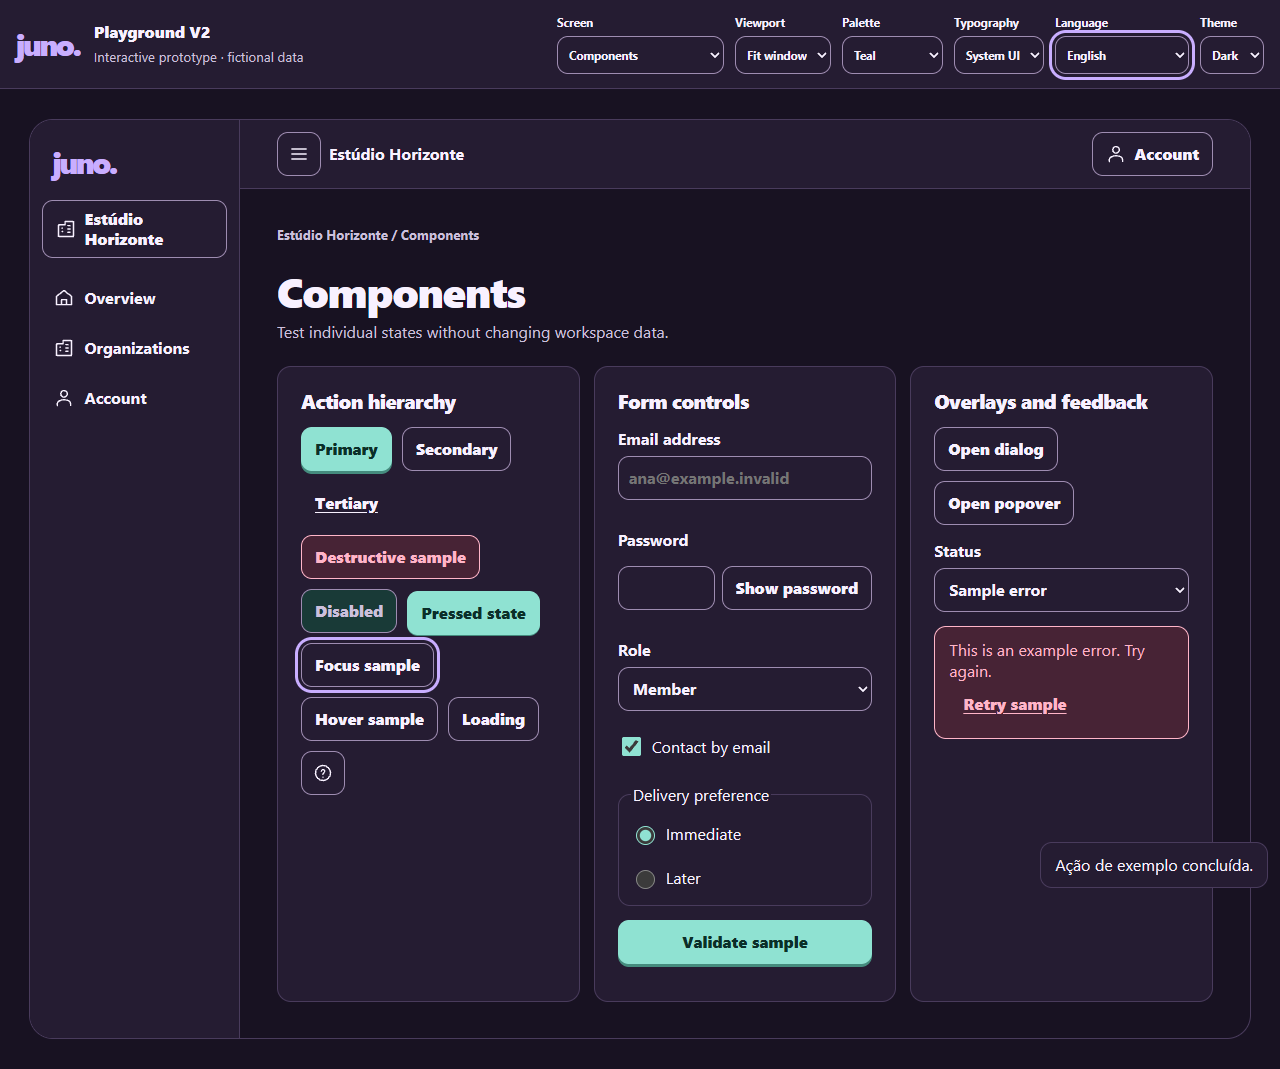 juno.
Playground V2
Interactive prototype · fictional data
Screen
Components
Viewport
Fit window
Palette
Teal
Typography
System UI
Language
English
Theme
Dark
juno.
Estúdio
Horizonte
Overview
Organizations
Account
Estúdio Horizonte
Account
Estúdio Horizonte / Components
Components
Test individual states without changing workspace data.
Action hierarchy
Primary
Secondary
Tertiary
Destructive sample
Disabled
Pressed state
Focus sample
Hover sample
Loading
Form controls
Email address
ana@example.invalid
Password
Show password
Role
Member
Contact by email
Delivery preference
Immediate
Later
Validate sample
Overlays and feedback
Open dialog
Open popover
Status
Sample error
This is an example error. Try
again.
Retry sample
Ação de exemplo concluída.